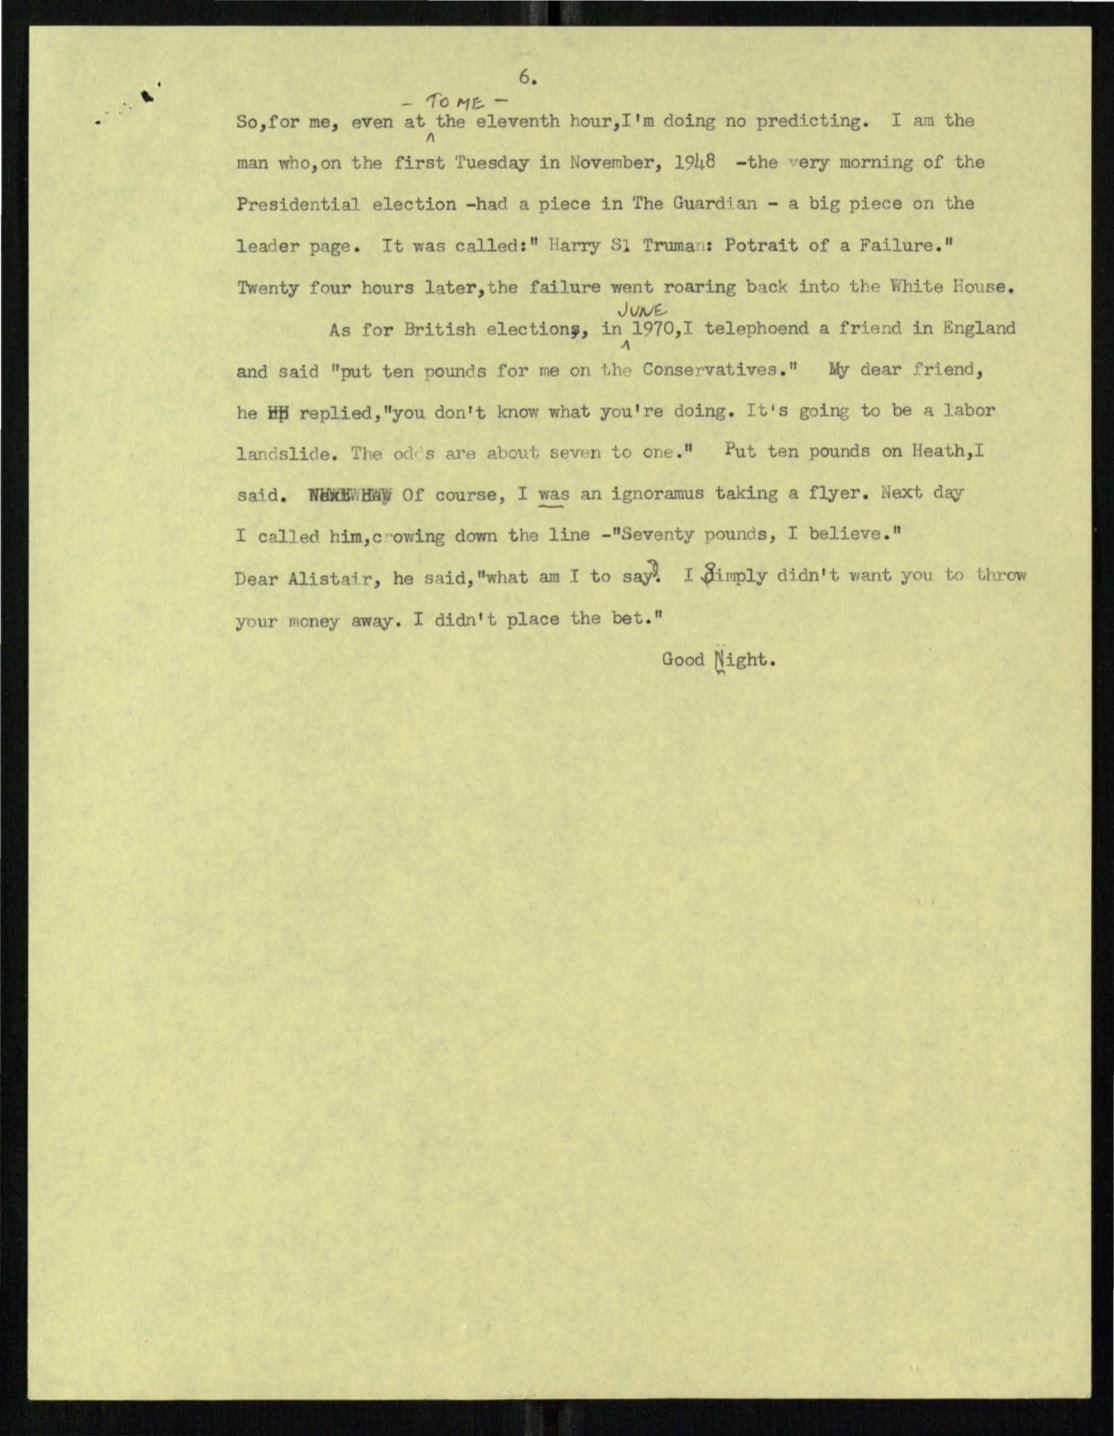 6.
- TO ME -
So,for me, even at the eleventh hour,I'm doing no predicting. I am the
man who,on the first Tuesday in November, 1948 -the very morning of the
Presidential election -had a piece in The Guardian - a big piece on the
leader page. It was called:" Harry S1 Truman: Potrait of a Failure."
Twenty four hours later,the failure went roaring back into the White House.
JUNE
As for British elections, in 1970,I telephoend a friend in England
and said "put ten pounds for me on the Conservatives." My dear friend,
he replied,"you don't know what you're doing. It's going to be a labor
landslide. The odds are about seven to one." Put ten pounds on Heath,I
said. Of course, I was an ignoramus taking a flyer. Next day
I called him,crowing down the line -"Seventy pounds, I believe."
Dear Alistair, he said,"what am I to say? I simply didn't want you to throw
your money away. I didn't place the bet."
Good Night.